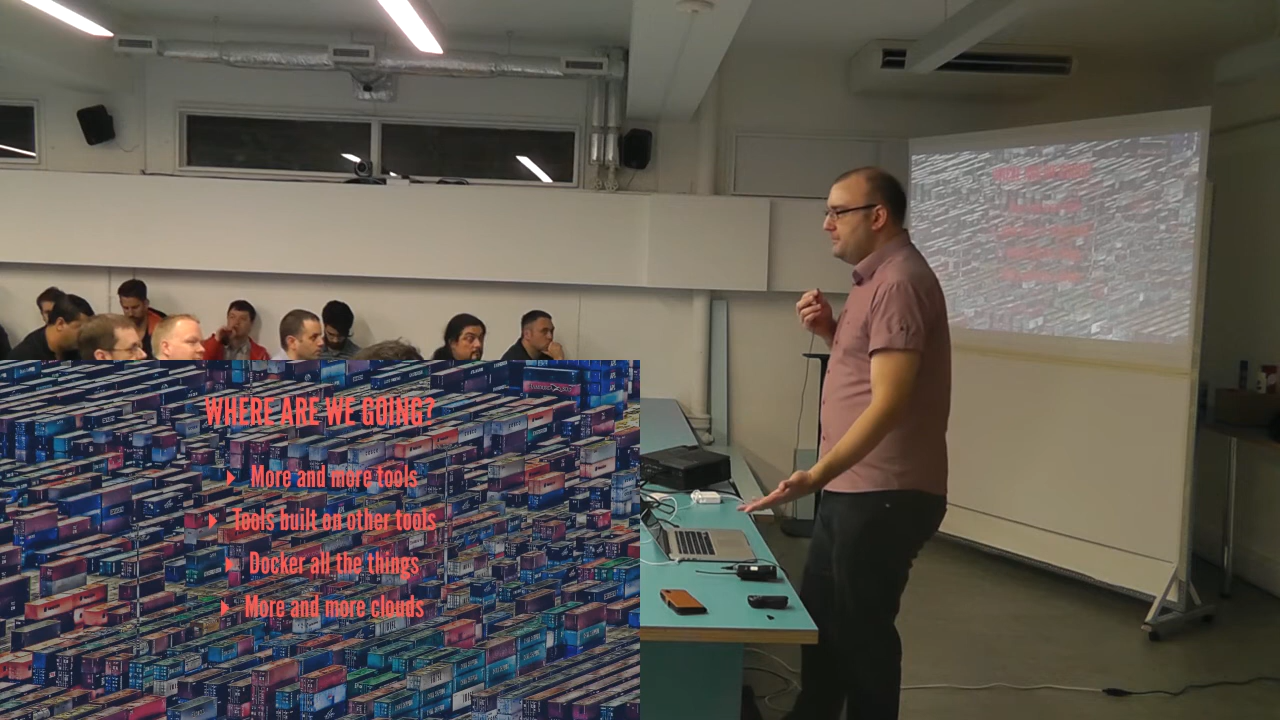 WHERE ARE WE GOING?
More and more tools
Tools built on other tools
Docker all the things
More and more clouds